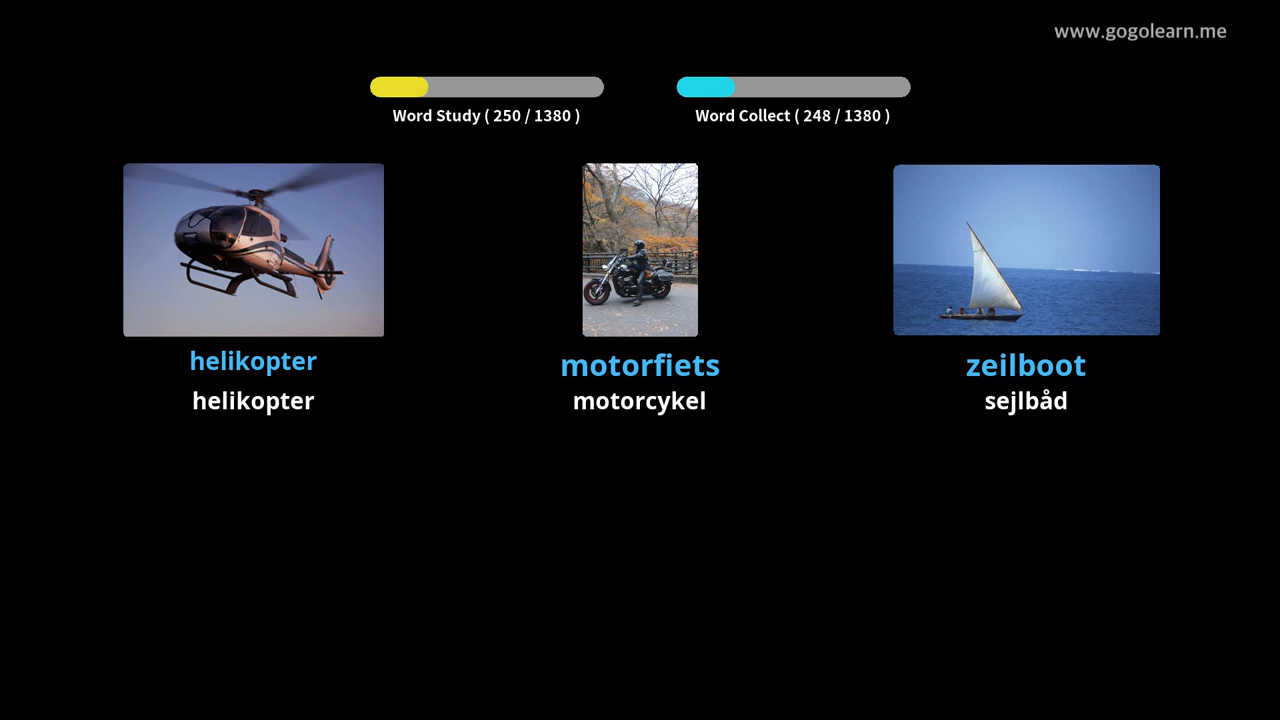 www.gogolearn.me
Word Study ( 250 / 1380 )
Word Collect ( 248 / 1380 )
helikopter
helikopter
motorfiets
motorcykel
zeilboot
sejlbåd